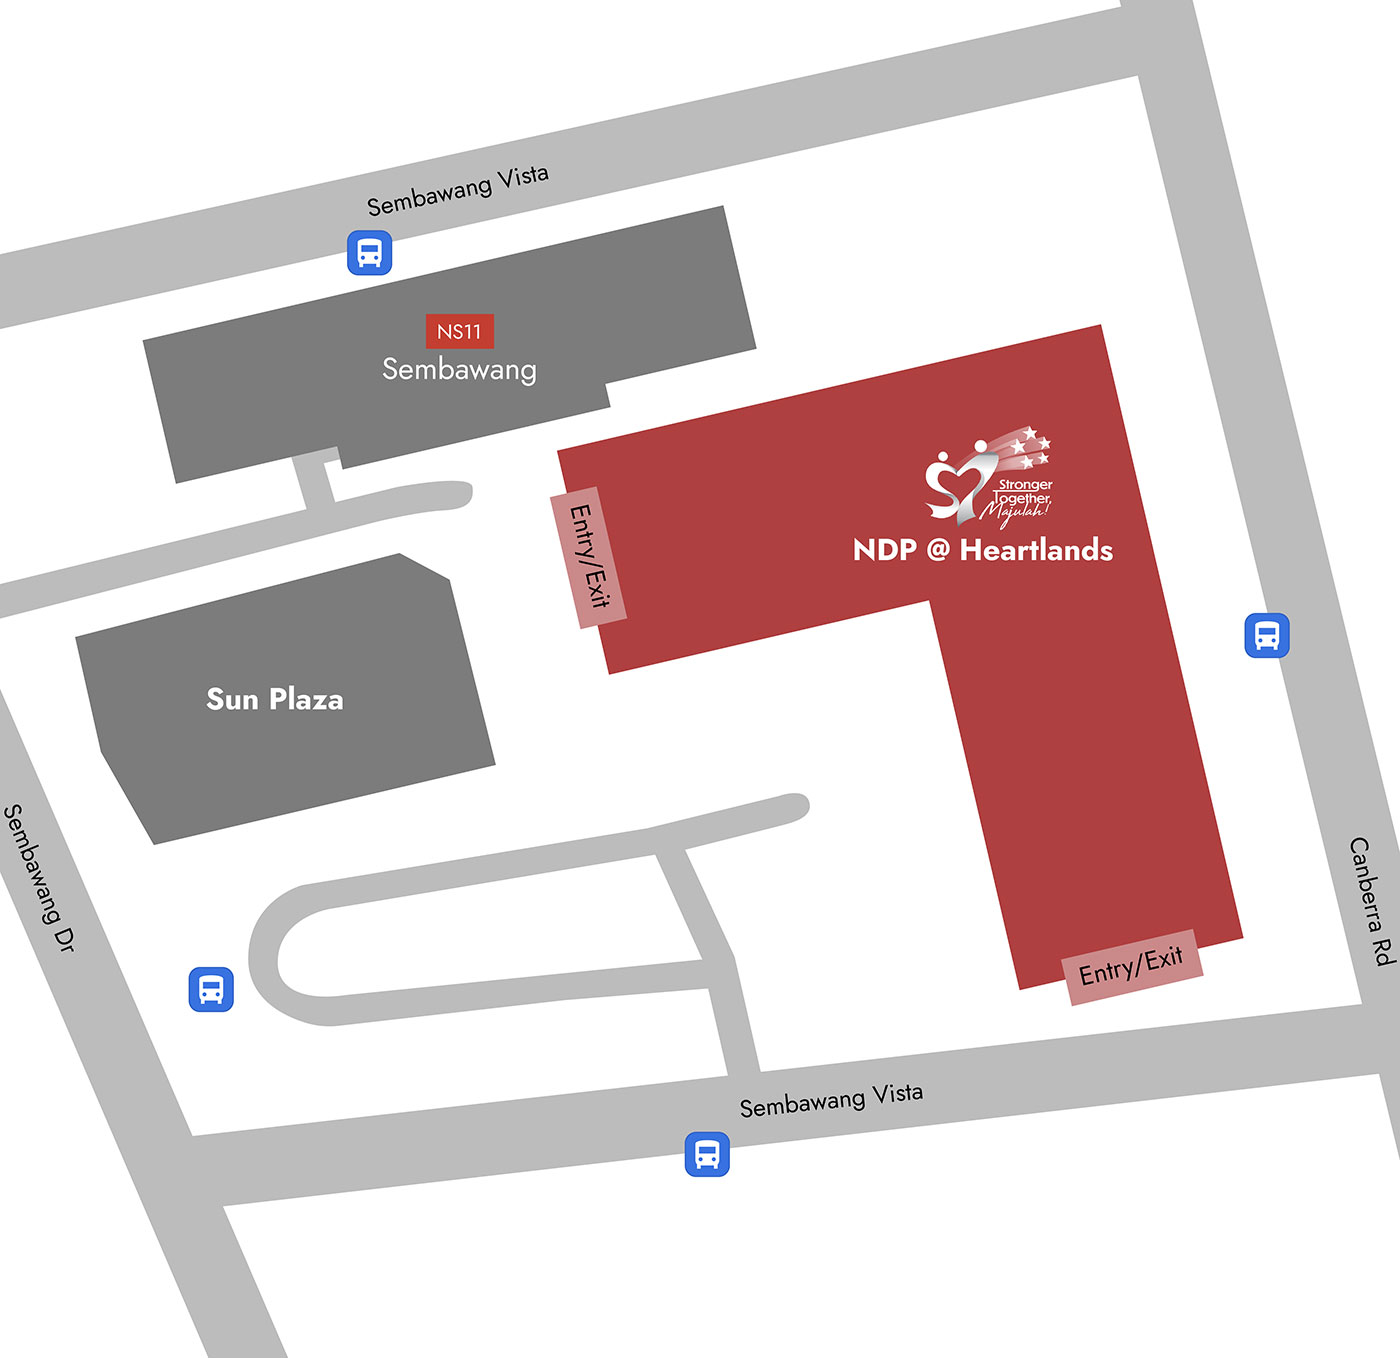 Sembawang Vista
NS11
Sembawang
Stronger
Together,
Majulah!
NDP @ Heartlands
Entry/Exit
Sun Plaza
Sembawang Dr
Canberra Rd
Entry/Exit
Sembawang Vista